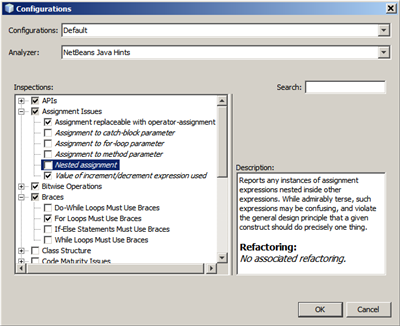 Configurations
Configurations: Default
Analyzer: NetBeans Java Hints
Inspections:
Search:
APIs
Assignment Issues
Assignment replaceable with operator-assignment
Assignment to catch-block parameter
Assignment to for-loop parameter
Assignment to method parameter
Nested assignment
Value of increment/decrement expression used
Bitwise Operations
Braces
Do-While Loops Must Use Braces
For Loops Must Use Braces
If-Else Statements Must Use Braces
While Loops Must Use Braces
Class Structure
Code Maturity Issues
Description:
Reports any instances of assignment
expressions nested inside other
expressions. While admirably terse, such
expressions may be confusing, and violate
the general design principle that a given
construct should do precisely one thing.
Refactoring:
No associated refactoring.
OK
Cancel